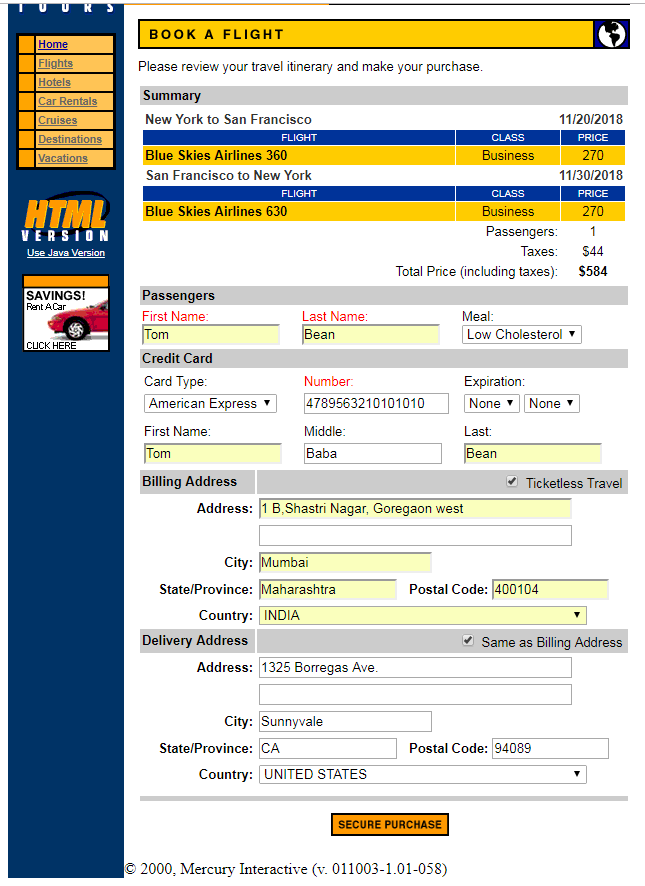 TOURS
Home
Flights
Hotels
Car Rentals
Cruises
Destinations
Vacations
HTML
VERSION
Use Java Version
SAVINGS!
Rent A Car
CLICK HERE
BOOK A FLIGHT
Please review your travel itinerary and make your purchase.
Summary
New York to San Francisco 11/20/2018
FLIGHT CLASS PRICE
Blue Skies Airlines 360 Business 270
San Francisco to New York 11/30/2018
FLIGHT CLASS PRICE
Blue Skies Airlines 630 Business 270
Passengers: 1
Taxes: $44
Total Price (including taxes): $584
Passengers
First Name: Last Name: Meal:
Tom Bean Low Cholesterol
Credit Card
Card Type: Number: Expiration:
American Express 4789563210101010 None None
First Name: Middle: Last:
Tom Baba Bean
Billing Address Ticketless Travel
Address: 1 B,Shastri Nagar, Goregaon west
City: Mumbai
State/Province: Maharashtra Postal Code: 400104
Country: INDIA
Delivery Address Same as Billing Address
Address: 1325 Borregas Ave.
City: Sunnyvale
State/Province: CA Postal Code: 94089
Country: UNITED STATES
SECURE PURCHASE
© 2000, Mercury Interactive (v. 011003-1.01-058)